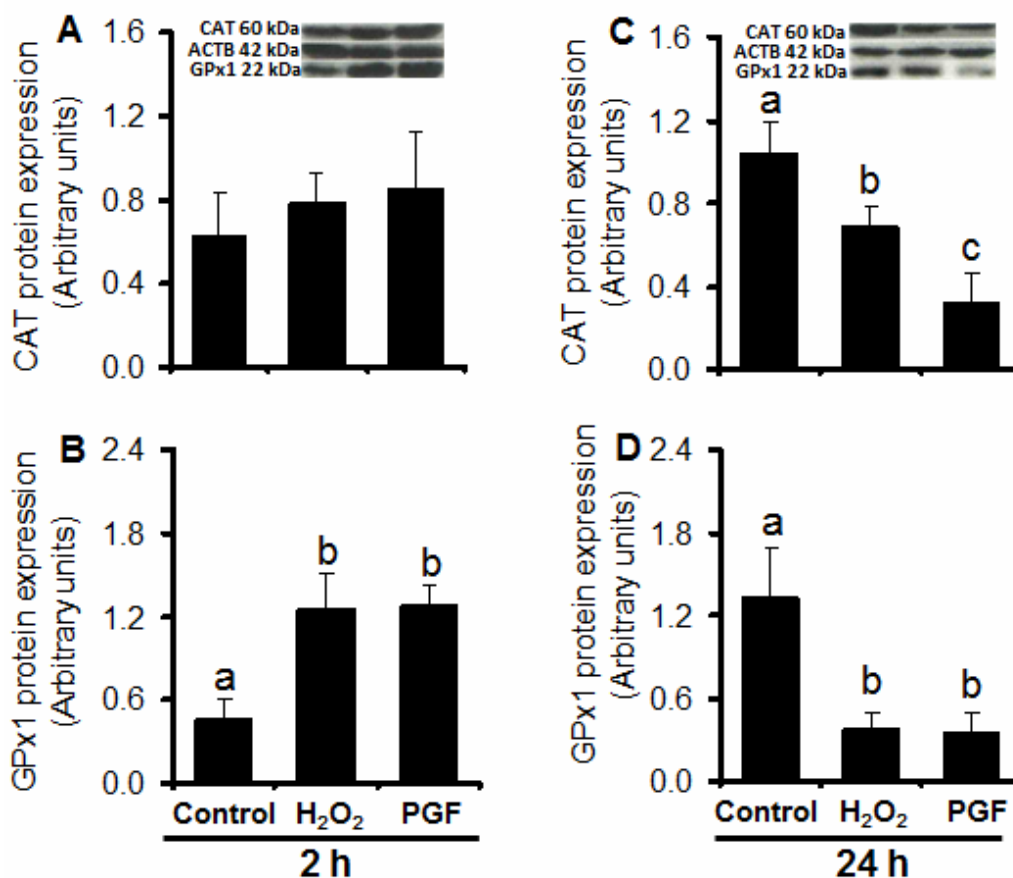 A
CAT 60 kDa
ACTB 42 kDa
GPx1 22 kDa
CAT protein expression
(Arbitrary units)
1.6
1.2
0.8
0.4
0.0
C
CAT 60 kDa
ACTB 42 kDa
GPx1 22 kDa
CAT protein expression
(Arbitrary units)
1.6
1.2
0.8
0.4
0.0
a
b
c
B
GPx1 protein expression
(Arbitrary units)
2.4
1.8
1.2
0.6
0.0
a
b
b
Control H₂O₂ PGF
2 h
D
GPx1 protein expression
(Arbitrary units)
2.4
1.8
1.2
0.6
0.0
a
b
b
Control H₂O₂ PGF
24 h